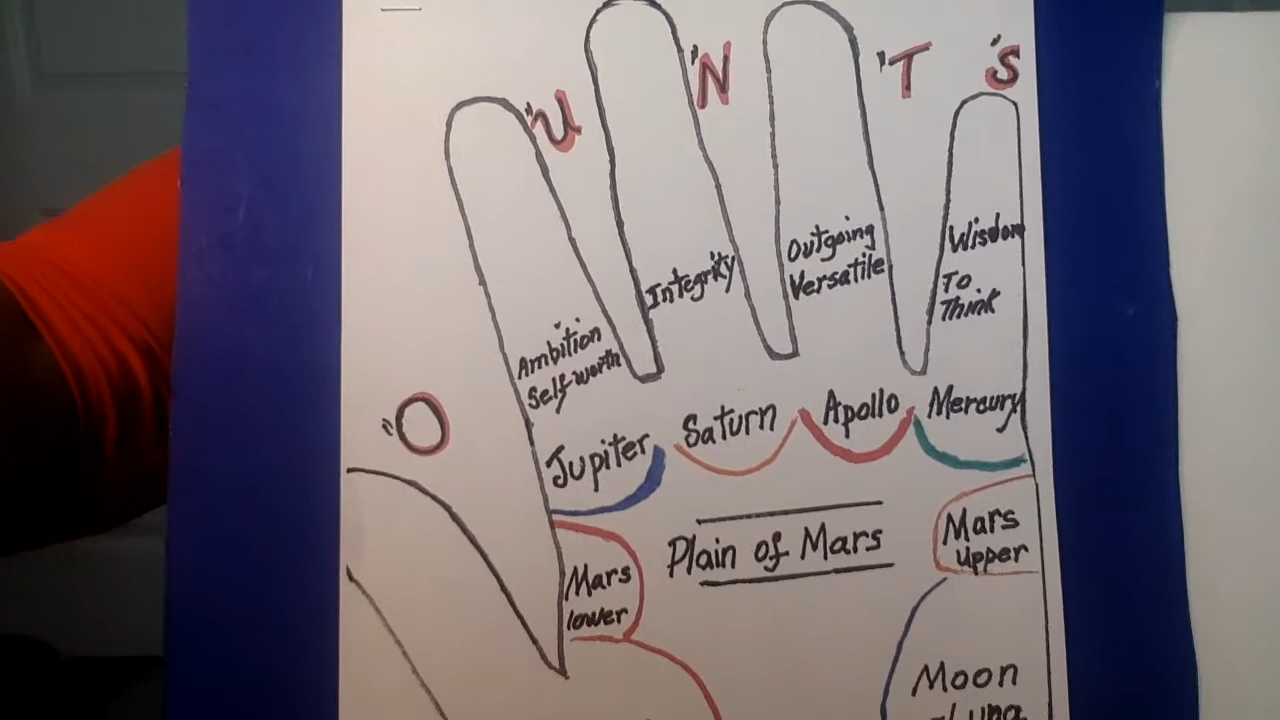 "U
"N
"T
"S
"O
Ambition
Self worth
Integrity
Outgoing
Versatile
Wisdom
To
Think
Jupiter
Saturn
Apollo
Mercury
Mars
lower
Plain of Mars
Mars
upper
Moon